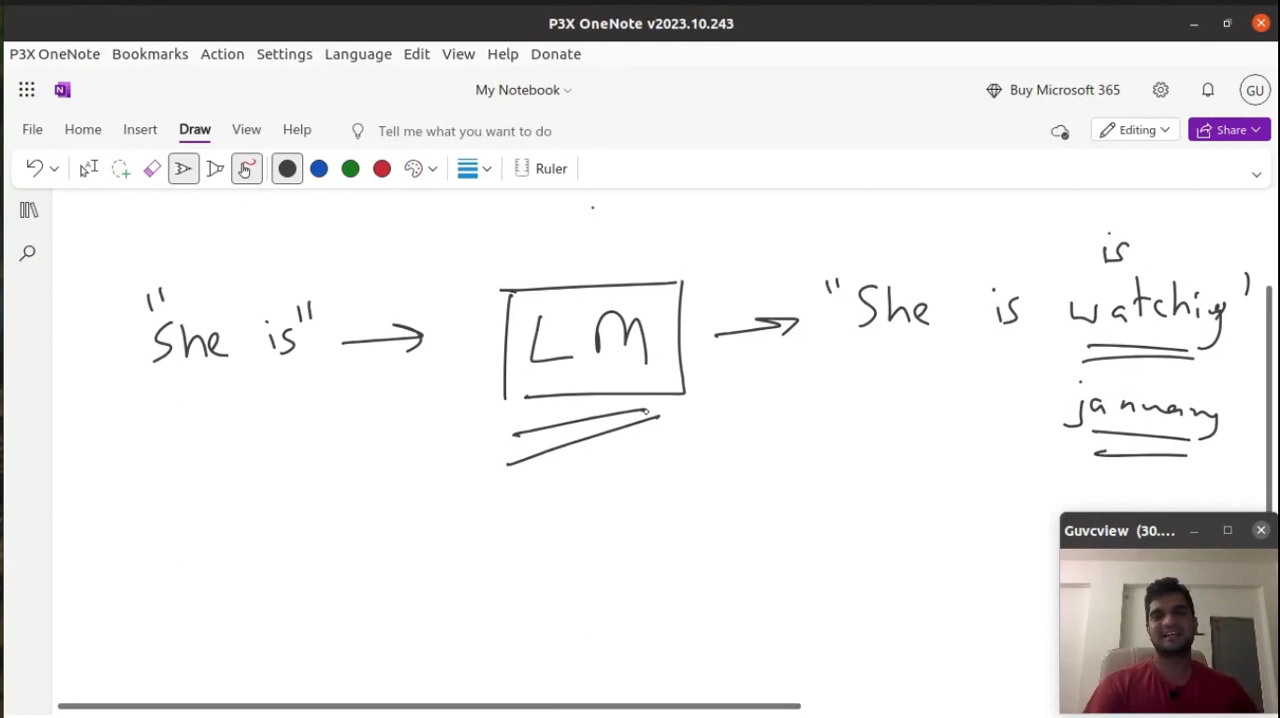 P3X OneNote v2023.10.243
P3X OneNote Bookmarks Action Settings Language Edit View Help Donate
N My Notebook Buy Microsoft 365 GU
File Home Insert Draw View Help Tell me what you want to do Editing Share
Ruler
is
"She is" LM "She is watching"
january
Guvcview (30....